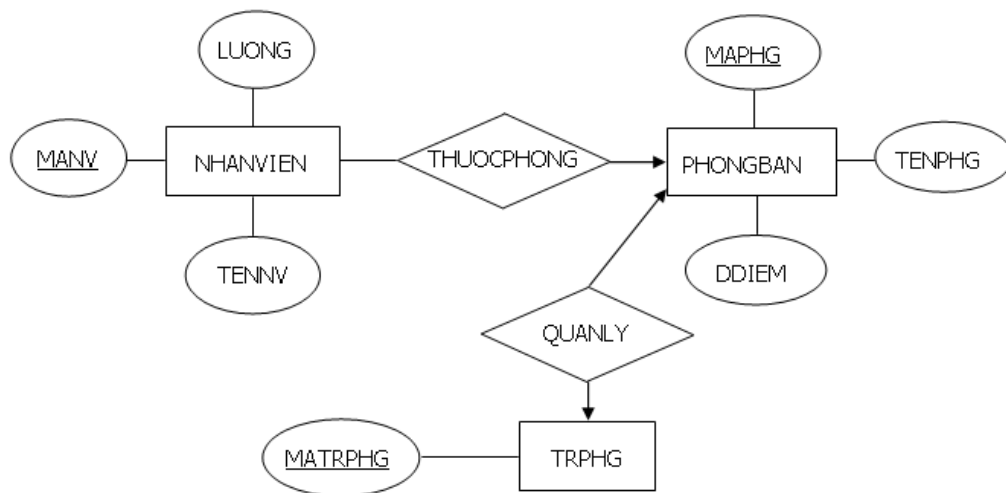 LUONG
MAPHG
MANV
NHANVIEN
THUOCPHONG
PHONGBAN
TENPHG
TENNV
DDIEM
QUANLY
MATRPHG
TRPHG